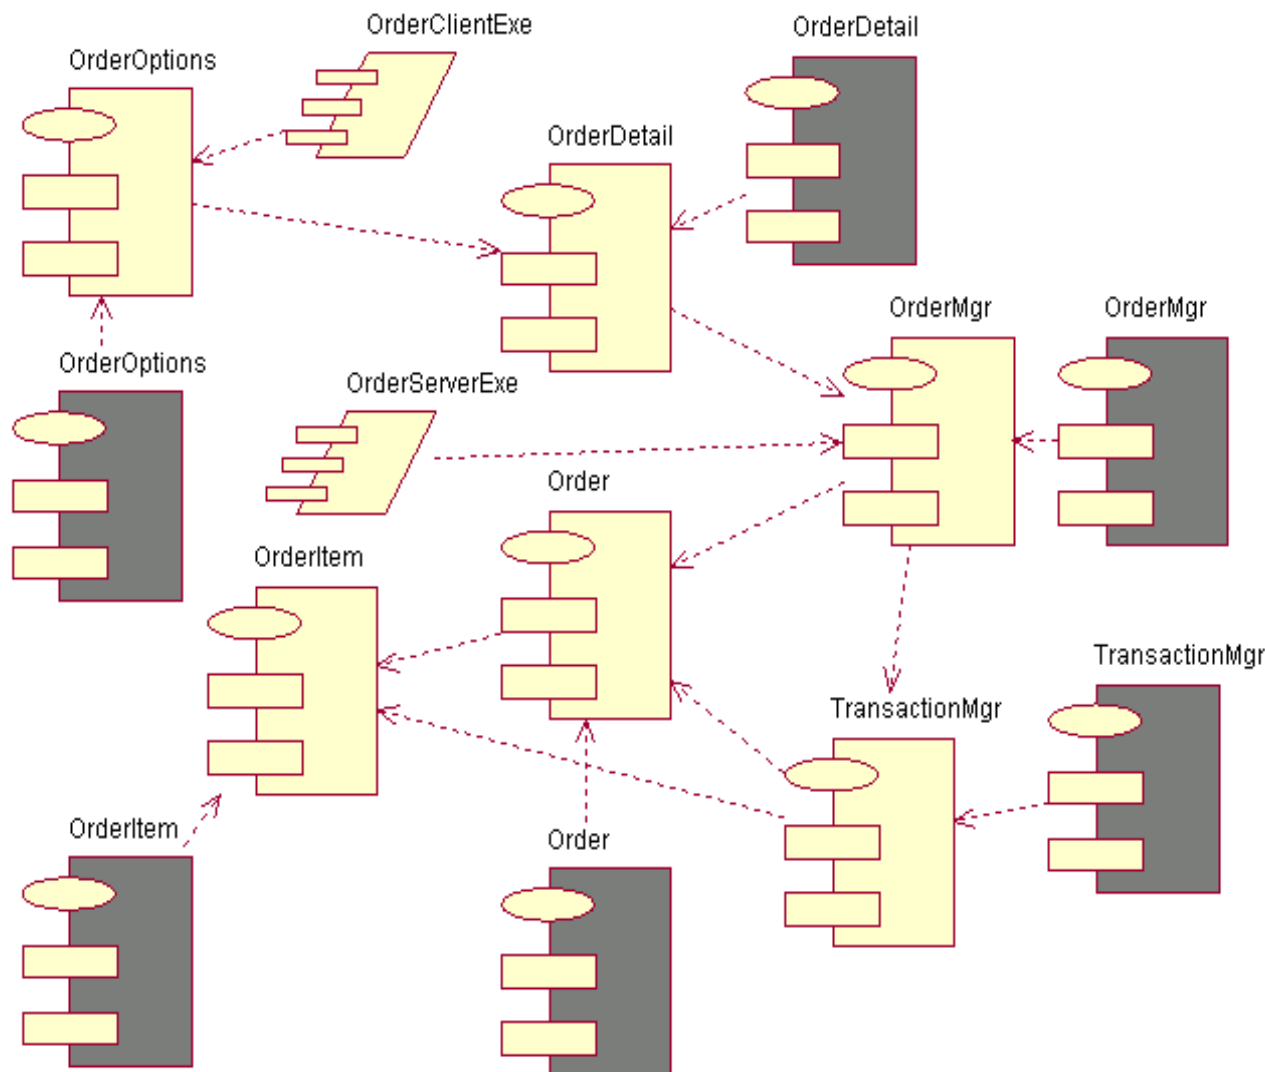 OrderClientExe
OrderDetail
OrderOptions
OrderDetail
OrderMgr
OrderMgr
OrderOptions
OrderServerExe
Order
OrderItem
TransactionMgr
TransactionMgr
OrderItem
Order